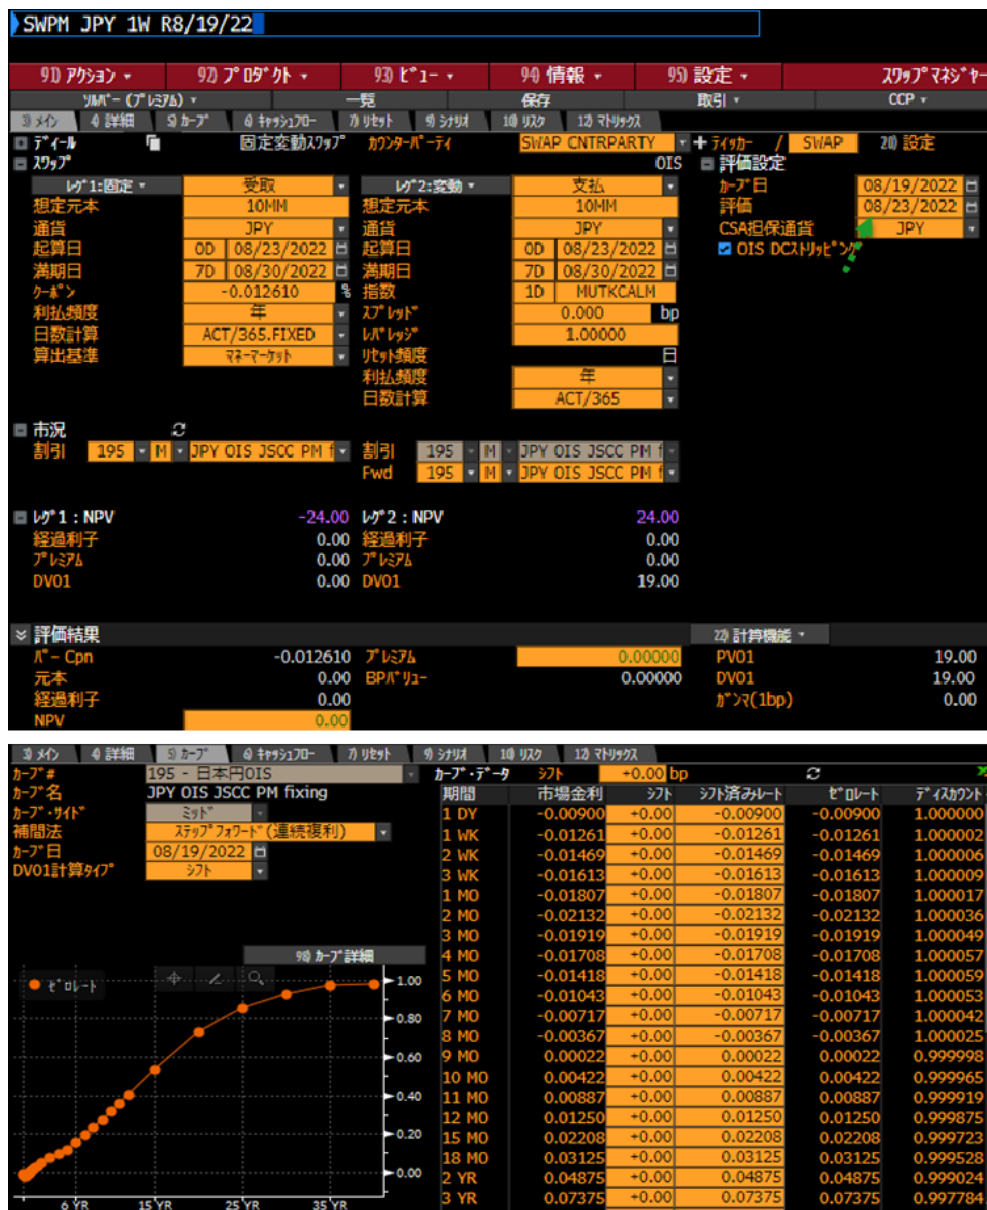 SWPM JPY 1W R8/19/22
91) アクション 92) プロダクト 93) ビュー 94) 情報 95) 設定 スワップマネジャー
ソルバー (プレミアム) 一覧 保存 取引 CCP
3) メイン 4) 詳細 5) カーブ 6) キャッシュフロー 7) リセット 9) シナリオ 10) リスク 12) マトリックス
ディール 固定変動スワップ カウンターパーティ SWAP CNTRPARTY ティッカー / SWAP 20) 設定
スワップ OIS 評価設定
レグ1:固定 受取 レグ2:変動 支払 カーブ日 08/19/2022
想定元本 10MM 想定元本 10MM 評価 08/23/2022
通貨 JPY 通貨 JPY CSA担保通貨 JPY
起算日 0D 08/23/2022 起算日 0D 08/23/2022 OIS DCストリッピング
満期日 7D 08/30/2022 満期日 7D 08/30/2022
クーポン -0.012610 % 指数 1D MUTKCALM
利払頻度 年 スプレッド 0.000 bp
日数計算 ACT/365.FIXED レバレッジ 1.00000
算出基準 マネーマーケット リセット頻度 日
利払頻度 年
日数計算 ACT/365
市況
割引 195 M JPY OIS JSCC PM f 割引 195 M JPY OIS JSCC PM f
Fwd 195 M JPY OIS JSCC PM f
レグ1 : NPV -24.00 レグ2 : NPV 24.00
経過利子 0.00 経過利子 0.00
プレミアム 0.00 プレミアム 0.00
DV01 0.00 DV01 19.00
評価結果 22) 計算機能
パー Cpn -0.012610 プレミアム 0.00000 PV01 19.00
元本 0.00 BPバリュー 0.00000 DV01 19.00
経過利子 0.00 ガンマ(1bp) 0.00
NPV 0.00
3) メイン 4) 詳細 5) カーブ 6) キャッシュフロー 7) リセット 9) シナリオ 10) リスク 12) マトリックス
カーブ# 195 - 日本円OIS カーブ・データ シフト +0.00 bp
カーブ名 JPY OIS JSCC PM fixing 期間 市場金利 シフト シフト済みレート ゼロレート ディスカウント
カーブ・サイド ミッド 1 DY -0.00900 +0.00 -0.00900 -0.00900 1.000000
補間法 ステップフォワード(連続複利) 1 WK -0.01261 +0.00 -0.01261 -0.01261 1.000002
カーブ日 08/19/2022 2 WK -0.01469 +0.00 -0.01469 -0.01469 1.000006
DV01計算タイプ シフト 3 WK -0.01613 +0.00 -0.01613 -0.01613 1.000009
1 MO -0.01807 +0.00 -0.01807 -0.01807 1.000017
2 MO -0.02132 +0.00 -0.02132 -0.02132 1.000036
3 MO -0.01919 +0.00 -0.01919 -0.01919 1.000049
98) カーブ詳細 4 MO -0.01708 +0.00 -0.01708 -0.01708 1.000057
ゼロレート 1.00 5 MO -0.01418 +0.00 -0.01418 -0.01418 1.000059
6 MO -0.01043 +0.00 -0.01043 -0.01043 1.000053
0.80 7 MO -0.00717 +0.00 -0.00717 -0.00717 1.000042
8 MO -0.00367 +0.00 -0.00367 -0.00367 1.000025
0.60 9 MO 0.00022 +0.00 0.00022 0.00022 0.999998
10 MO 0.00422 +0.00 0.00422 0.00422 0.999965
0.40 11 MO 0.00887 +0.00 0.00887 0.00887 0.999919
12 MO 0.01250 +0.00 0.01250 0.01250 0.999875
0.20 15 MO 0.02208 +0.00 0.02208 0.02208 0.999723
18 MO 0.03125 +0.00 0.03125 0.03125 0.999528
0.00 2 YR 0.04875 +0.00 0.04875 0.04875 0.999024
3 YR 0.07375 +0.00 0.07375 0.07375 0.997784
6 YR 15 YR 25 YR 35 YR